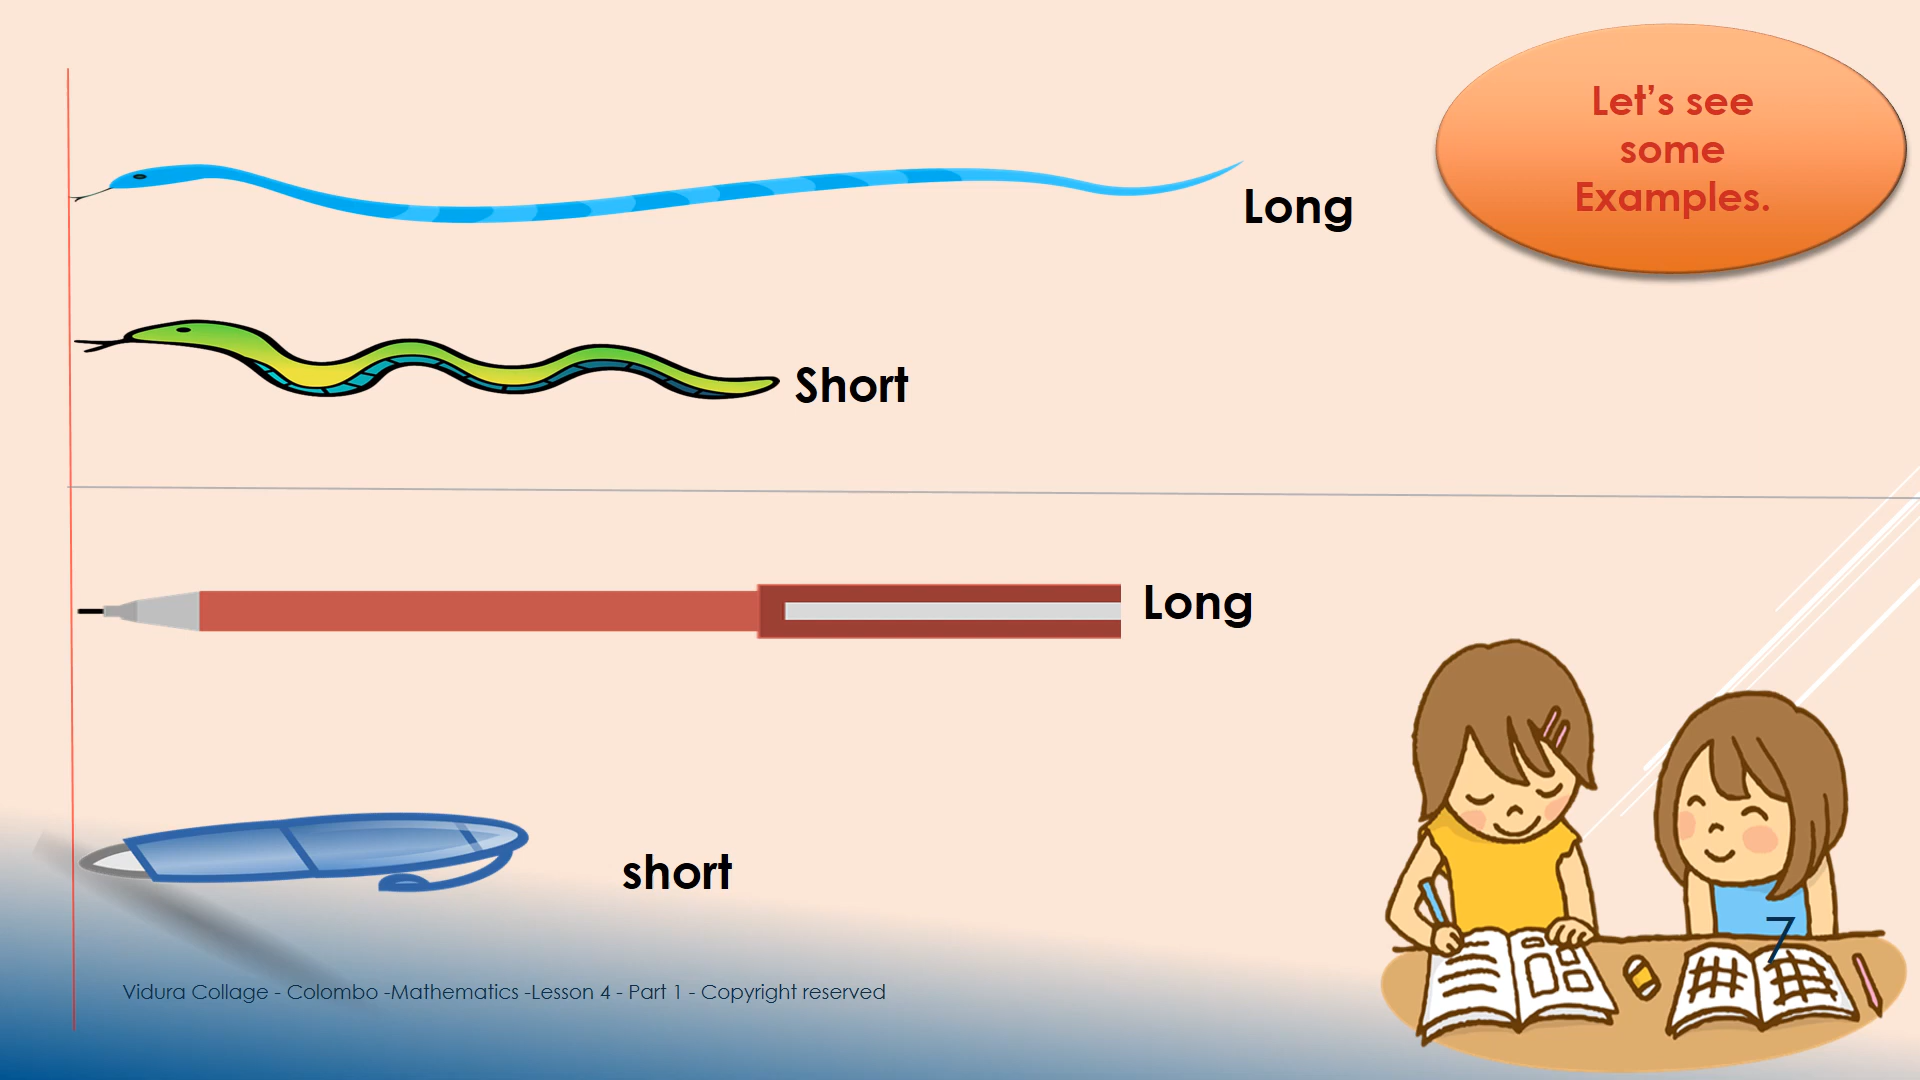 Let’s see
some
Examples.
Long
Short
Long
short
7
Vidura Collage - Colombo -Mathematics -Lesson 4 - Part 1 - Copyright reserved